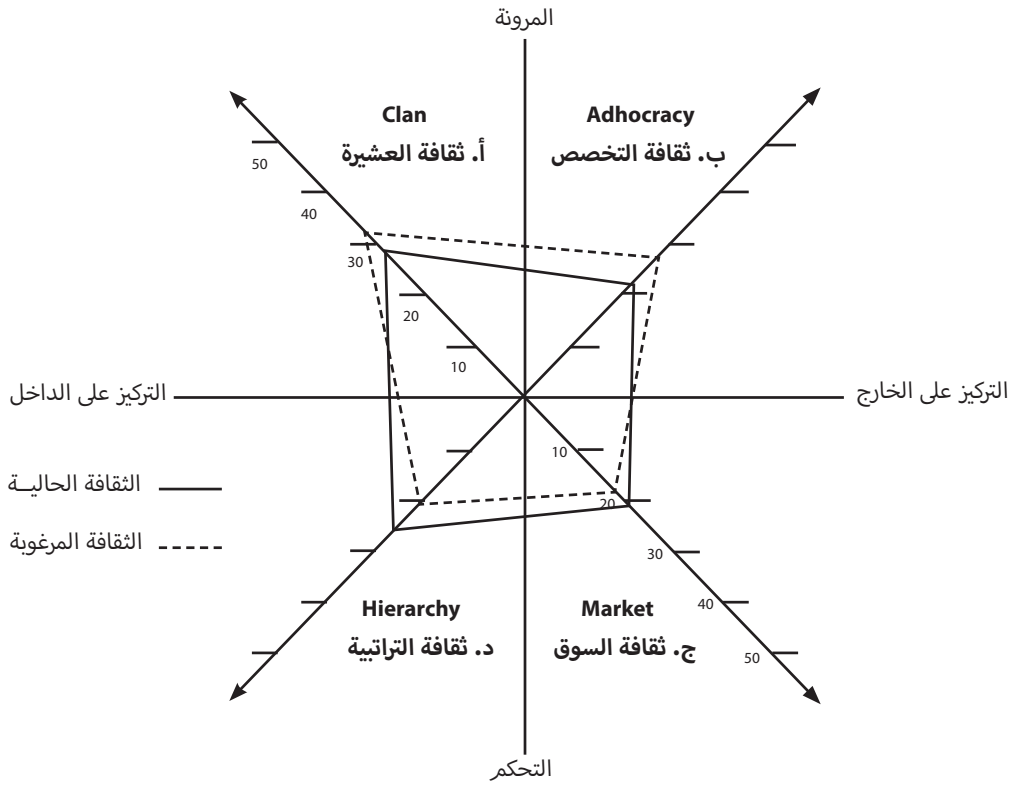 المرونة
Clan
أ. ثقافة العشيرة
Adhocracy
ب. ثقافة التخصص
50
40
30
20
10
التركيز على الداخل
التركيز على الخارج
10
20
30
40
50
الثقافة الحاليــة
الثقافة المرغوبة
Hierarchy
د. ثقافة التراتبية
Market
ج. ثقافة السوق
التحكم